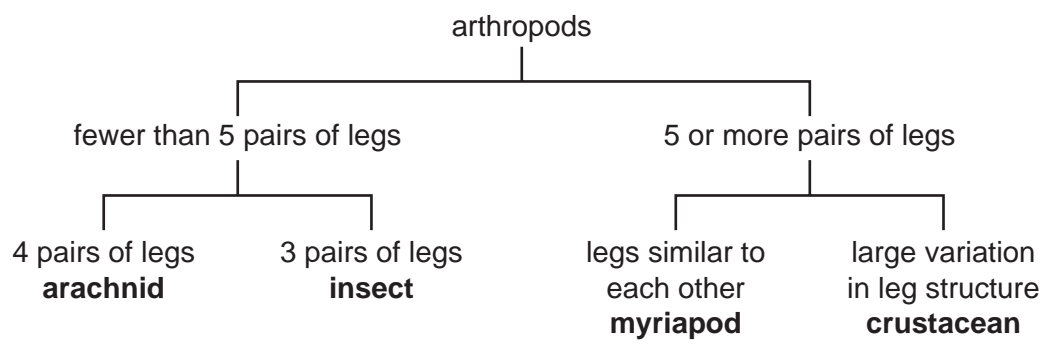 arthropods
fewer than 5 pairs of legs
5 or more pairs of legs
4 pairs of legs
arachnid
3 pairs of legs
insect
legs similar to
each other
myriapod
large variation
in leg structure
crustacean